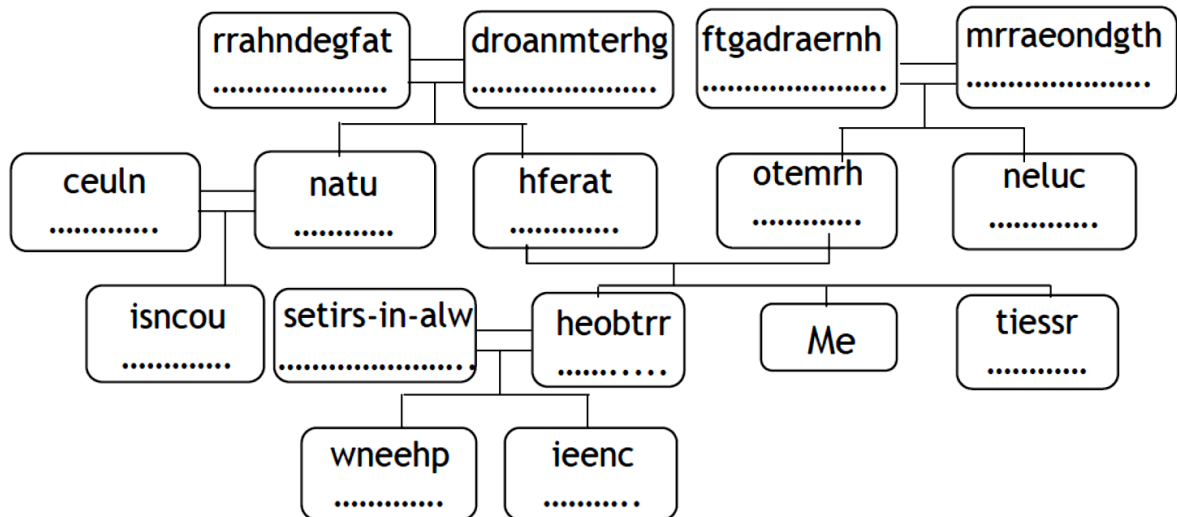 rrahndegfat droanmterhg ftgadraernh mrraeondgth
..................... ...................... ...................... ......................
ceuln natu hferat otemrh neluc
............. ............ ............. ............. .............
isncou setirs-in-alw heobtrr Me tiessr
............. ....................... ........... ............
wneehp ieenc
............. ...........